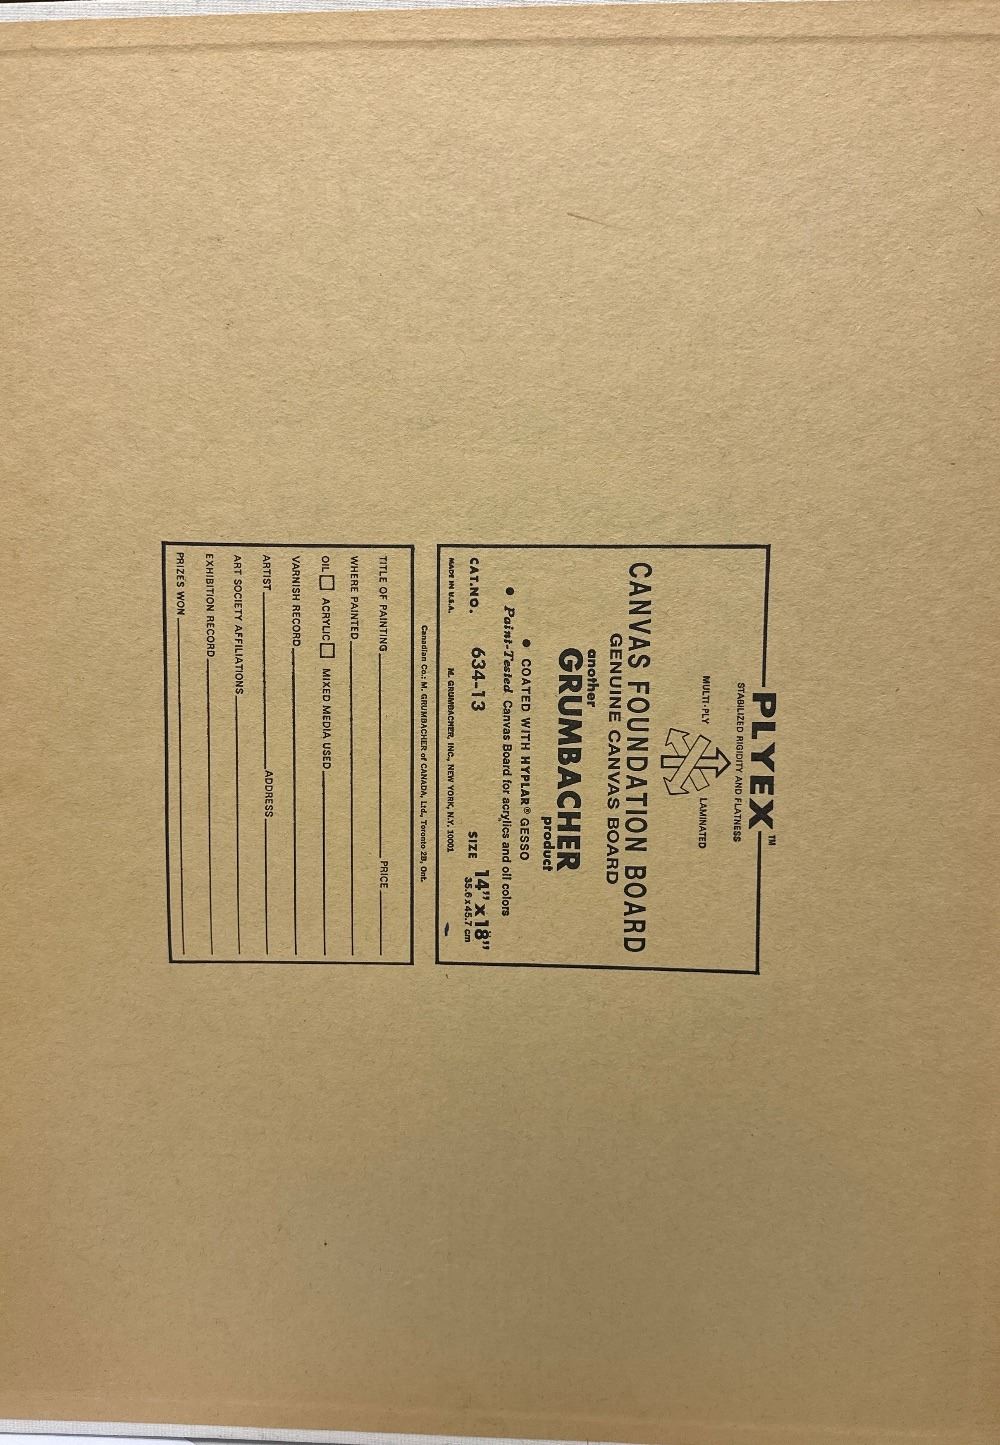 PLYEX™
STABILIZED RIGIDITY AND FLATNESS
MULTI-PLY LAMINATED
CANVAS FOUNDATION BOARD
GENUINE CANVAS BOARD
another
GRUMBACHER
product
• COATED WITH HYPLAR® GESSO
• Paint-Tested Canvas Board for acrylics and oil colors
CAT. NO. 634-13 SIZE 14" x 18"
35.6 x 45.7 cm
MADE IN U.S.A. M. GRUMBACHER, INC., NEW YORK, N.Y. 10001
Canadian Co.: M. GRUMBACHER of CANADA, Ltd., Toronto 2B, Ont.
TITLE OF PAINTING PRICE
WHERE PAINTED
OIL ACRYLIC MIXED MEDIA USED
VARNISH RECORD
ARTIST ADDRESS
ART SOCIETY AFFILIATIONS
EXHIBITION RECORD
PRIZES WON